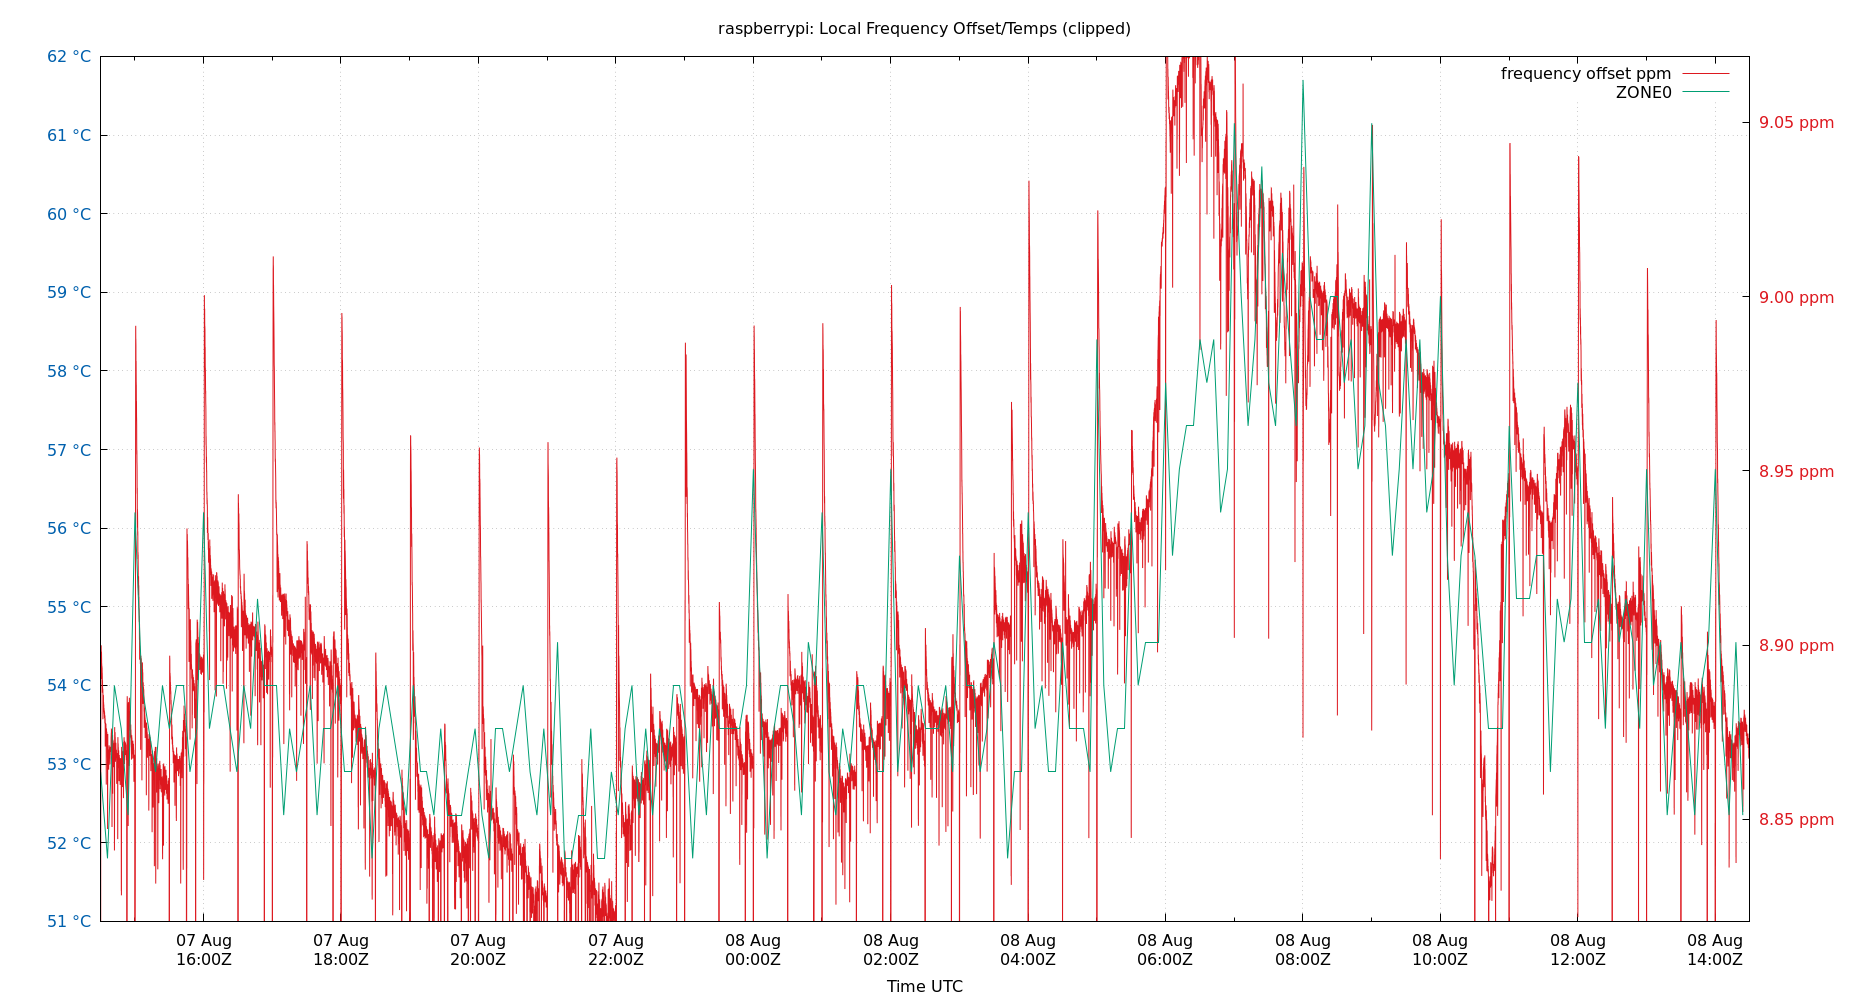 raspberrypi: Local Frequency Offset/Temps (clipped)
62 °C
61 °C
60 °C
59 °C
58 °C
57 °C
56 °C
55 °C
54 °C
53 °C
52 °C
51 °C
frequency offset ppm
ZONE0
9.05 ppm
9.00 ppm
8.95 ppm
8.90 ppm
8.85 ppm
07 Aug
16:00Z
07 Aug
18:00Z
07 Aug
20:00Z
07 Aug
22:00Z
08 Aug
00:00Z
08 Aug
02:00Z
08 Aug
04:00Z
08 Aug
06:00Z
08 Aug
08:00Z
08 Aug
10:00Z
08 Aug
12:00Z
08 Aug
14:00Z
Time UTC